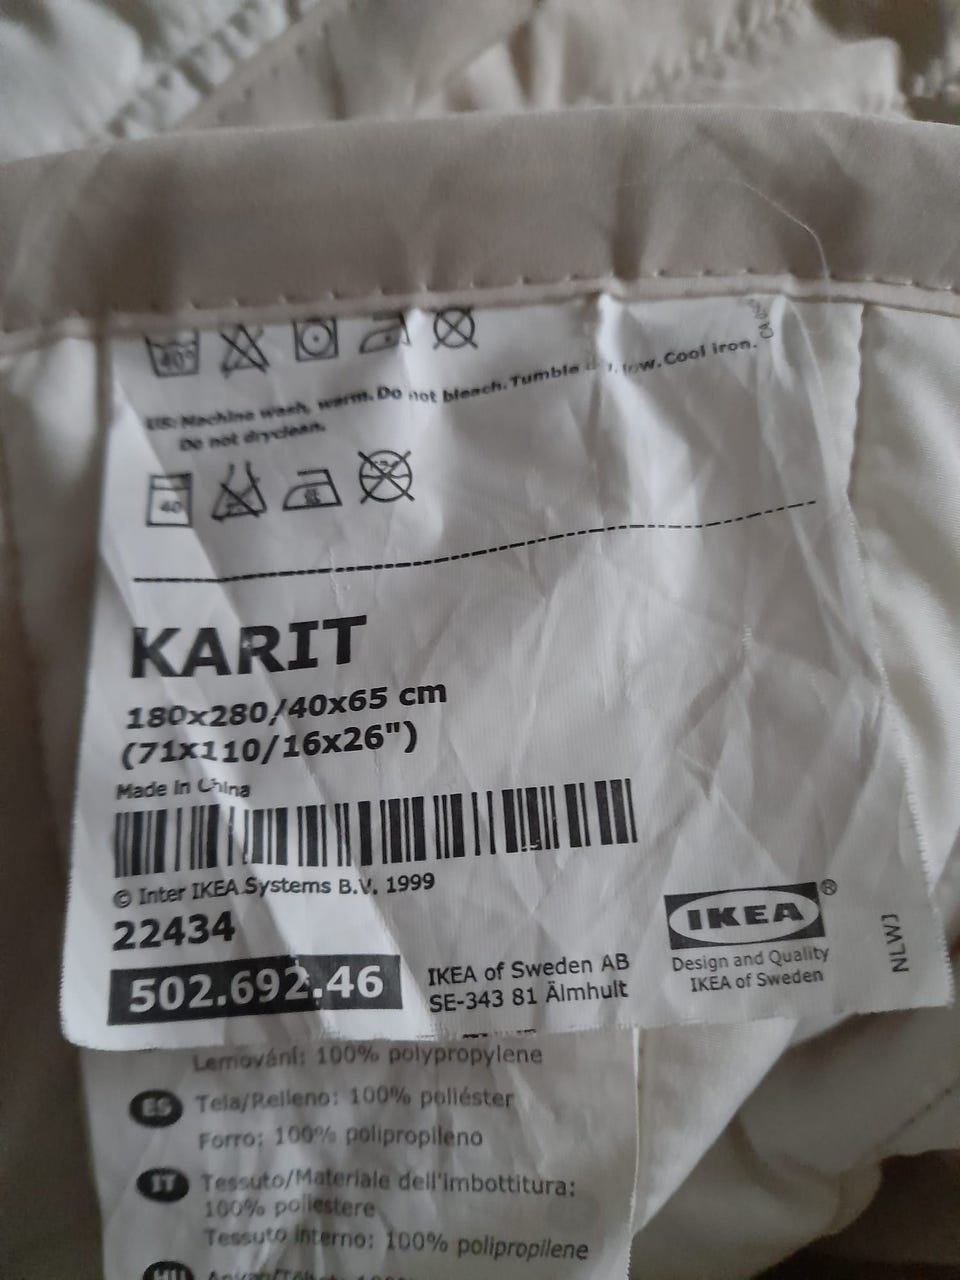 40°
US: Machine wash, warm. Do not bleach. Tumble dry, low. Cool iron.
Do not dryclean.
40
KARIT
180x280/40x65 cm
(71x110/16x26")
Made in China
© Inter IKEA Systems B.V. 1999
22434
502.692.46
IKEA of Sweden AB
SE-343 81 Älmhult
IKEA®
Design and Quality
IKEA of Sweden
NLWJ
Lemování: 100% polypropylene
ES Tela/Relleno: 100% poliéster
Forro: 100% polipropileno
IT Tessuto/Materiale dell'imbottitura:
100% poliestere
Tessuto interno: 100% polipropilene
HU